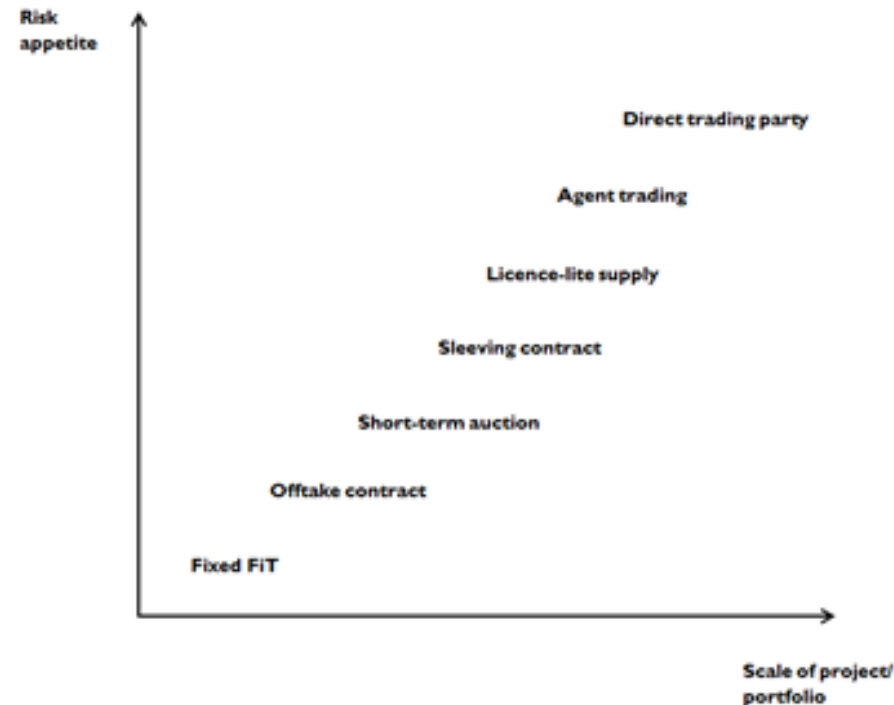 Risk
appetite
Direct trading party
Agent trading
Licence-lite supply
Sleeving contract
Short-term auction
Offtake contract
Fixed FiT
Scale of project/
portfolio